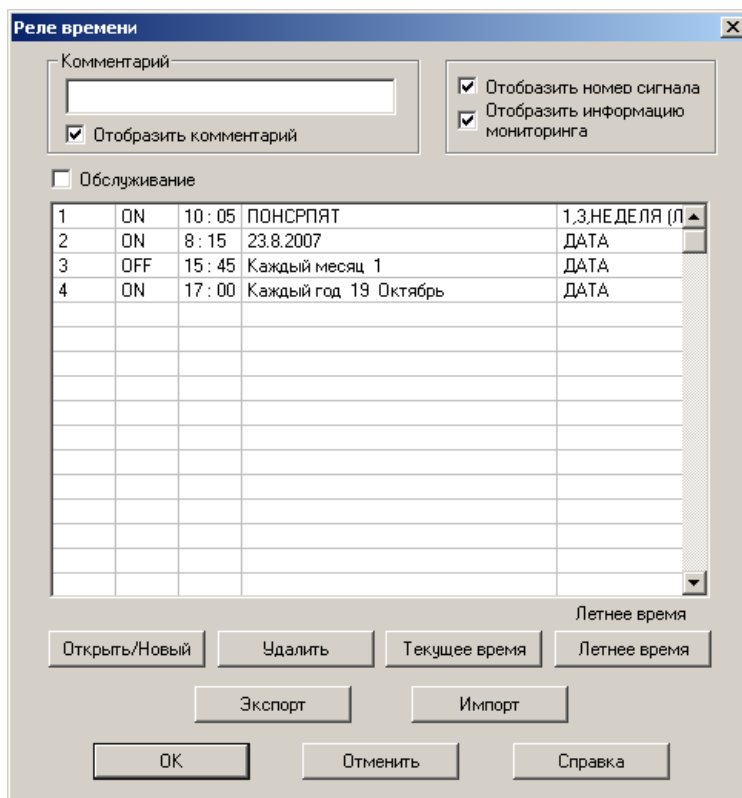 Реле времени
Комментарий
Отобразить комментарий
Отобразить номер сигнала
Отобразить информацию
мониторинга
Обслуживание
1 ON 10 : 05 ПОНСРПЯТ 1,3,НЕДЕЛЯ (Л
2 ON 8 : 15 23.8.2007 ДАТА
3 OFF 15 : 45 Каждый месяц 1 ДАТА
4 ON 17 : 00 Каждый год 19 Октябрь ДАТА
Летнее время
Открыть/Новый Удалить Текущее время Летнее время
Экспорт Импорт
OK Отменить Справка